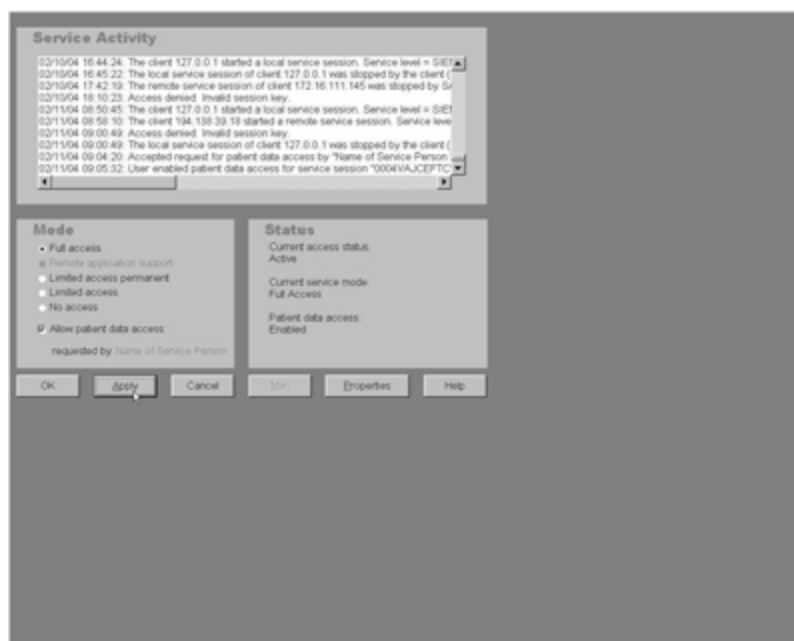 Service Activity
02/10/04 16:44:24: The client 127.0.0.1 started a local service session. Service level = SIE
02/10/04 16:45:22: The local service session of client 127.0.0.1 was stopped by the client (
02/10/04 17:42:19: The remote service session of client 172.16.111.145 was stopped by
02/10/04 18:10:23: Access denied: Invalid session key.
02/11/04 08:50:45: The client 127.0.0.1 started a local service session. Service level = SIE
02/11/04 08:58:10: The client 194.138.39.18 started a remote service session. Service leve
02/11/04 09:00:49: Access denied: Invalid session key.
02/11/04 09:00:49: The local service session of client 127.0.0.1 was stopped by the client (
02/11/04 09:04:20: Accepted request for patient data access by "Name of Service Person
02/11/04 09:05:32: User enabled patient data access for service session
Mode
Full access
Remote application support
Limited access permanent
Limited access
No access
Allow patient data access
requested by Name of Service Person
Status
Current access status:
Active
Current service mode:
Full Access
Patient data access:
Enabled
OK Apply Cancel Properties Help